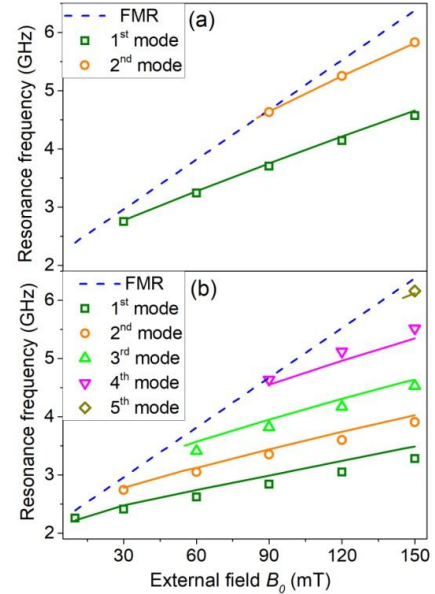 FMR
1st mode
2nd mode
(a)
6
5
4
3
2
Resonance frequency (GHz)
FMR
1st mode
2nd mode
3rd mode
4th mode
5th mode
(b)
6
5
4
3
2
Resonance frequency (GHz)
0 30 60 90 120 150
External field B0 (mT)